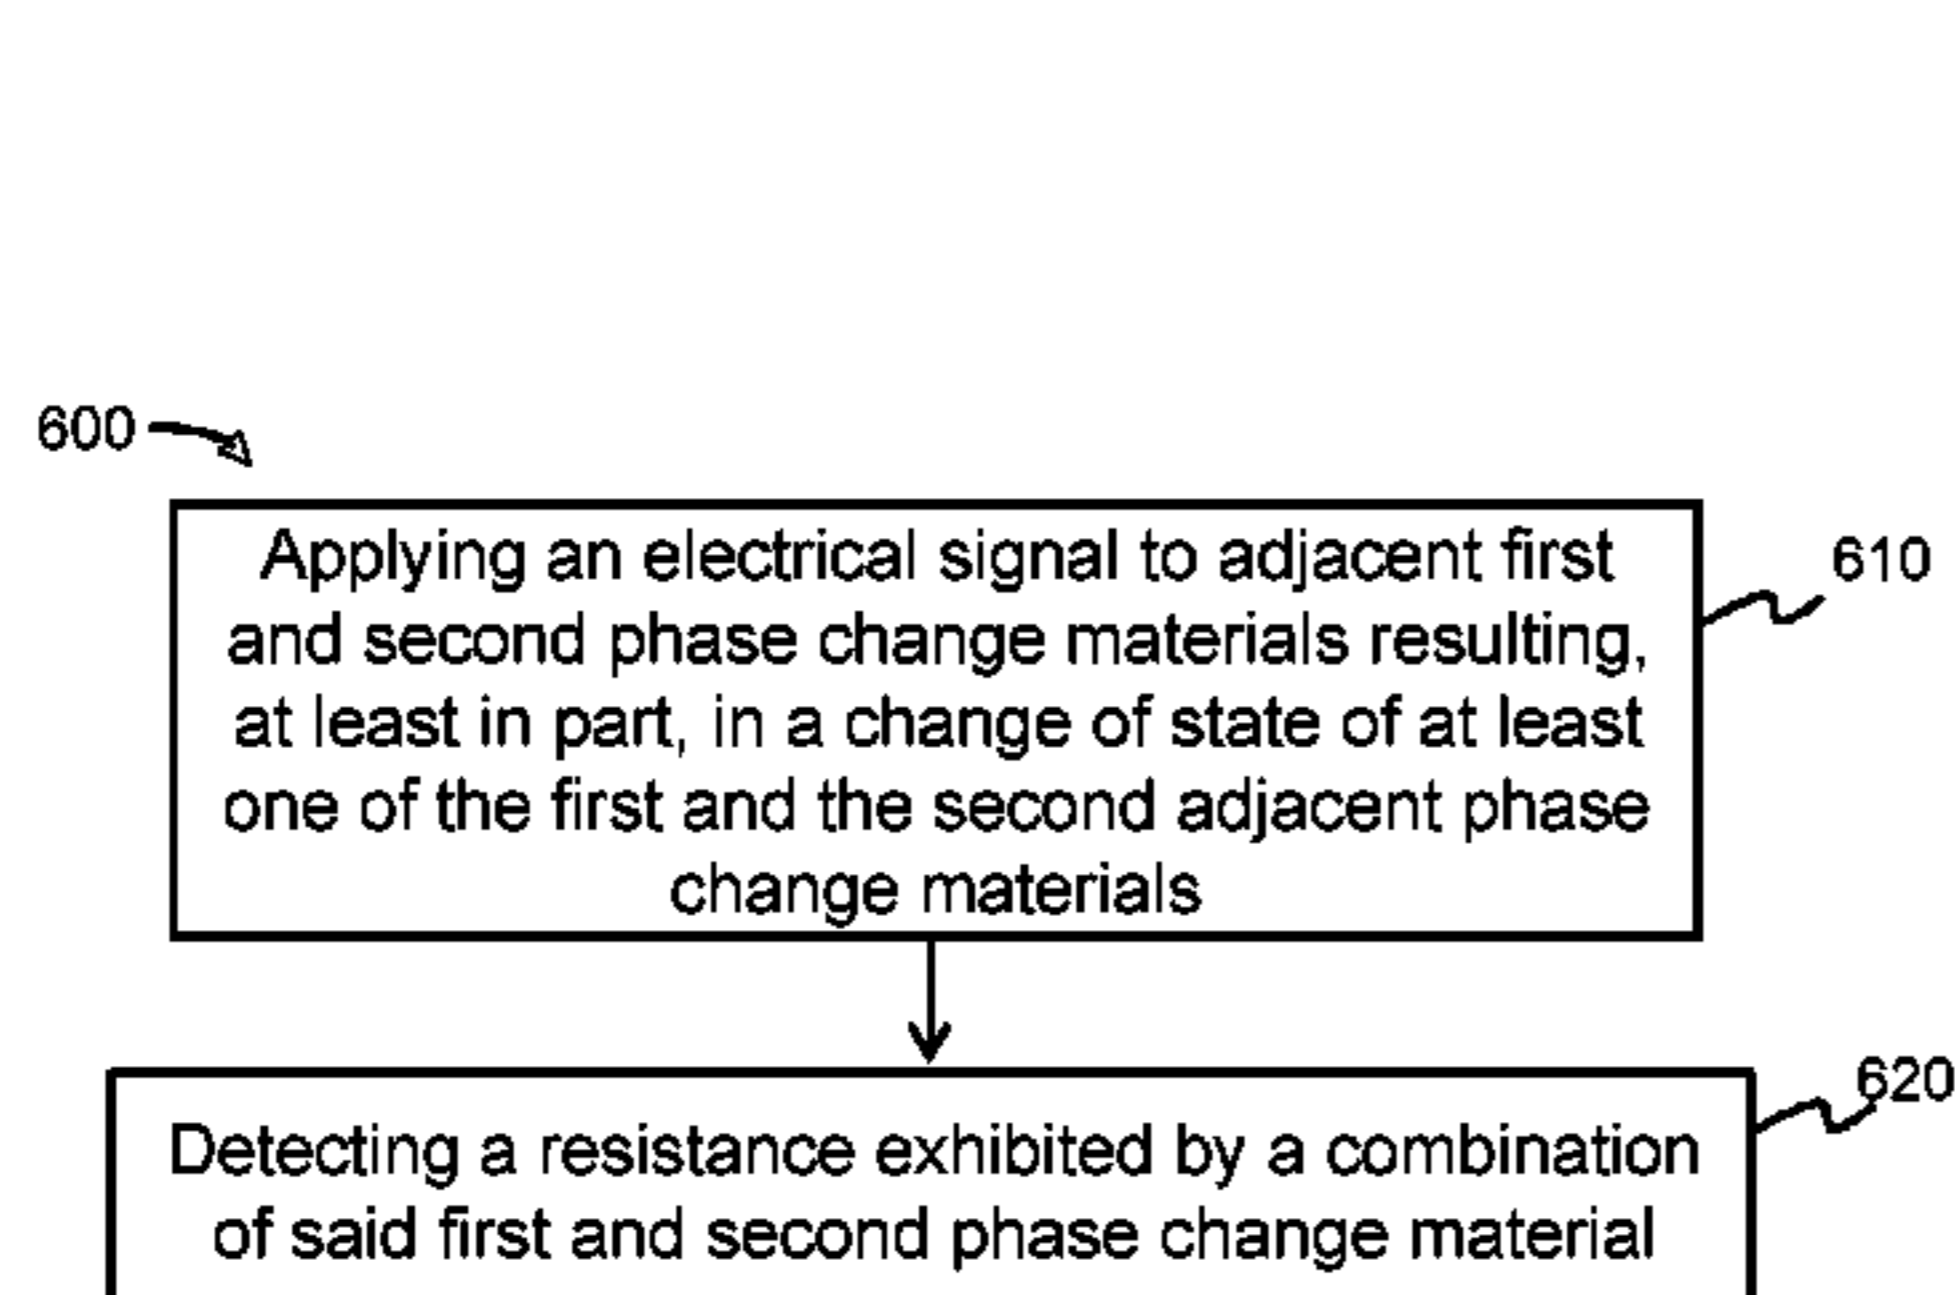 600
Applying an electrical signal to adjacent first
610
and second phase change materials resulting,
at least in part, in a change of state of at least
one of the first and the second adjacent phase
change materials
620
Detecting a resistance exhibited by a combination
of said first and second phase change material